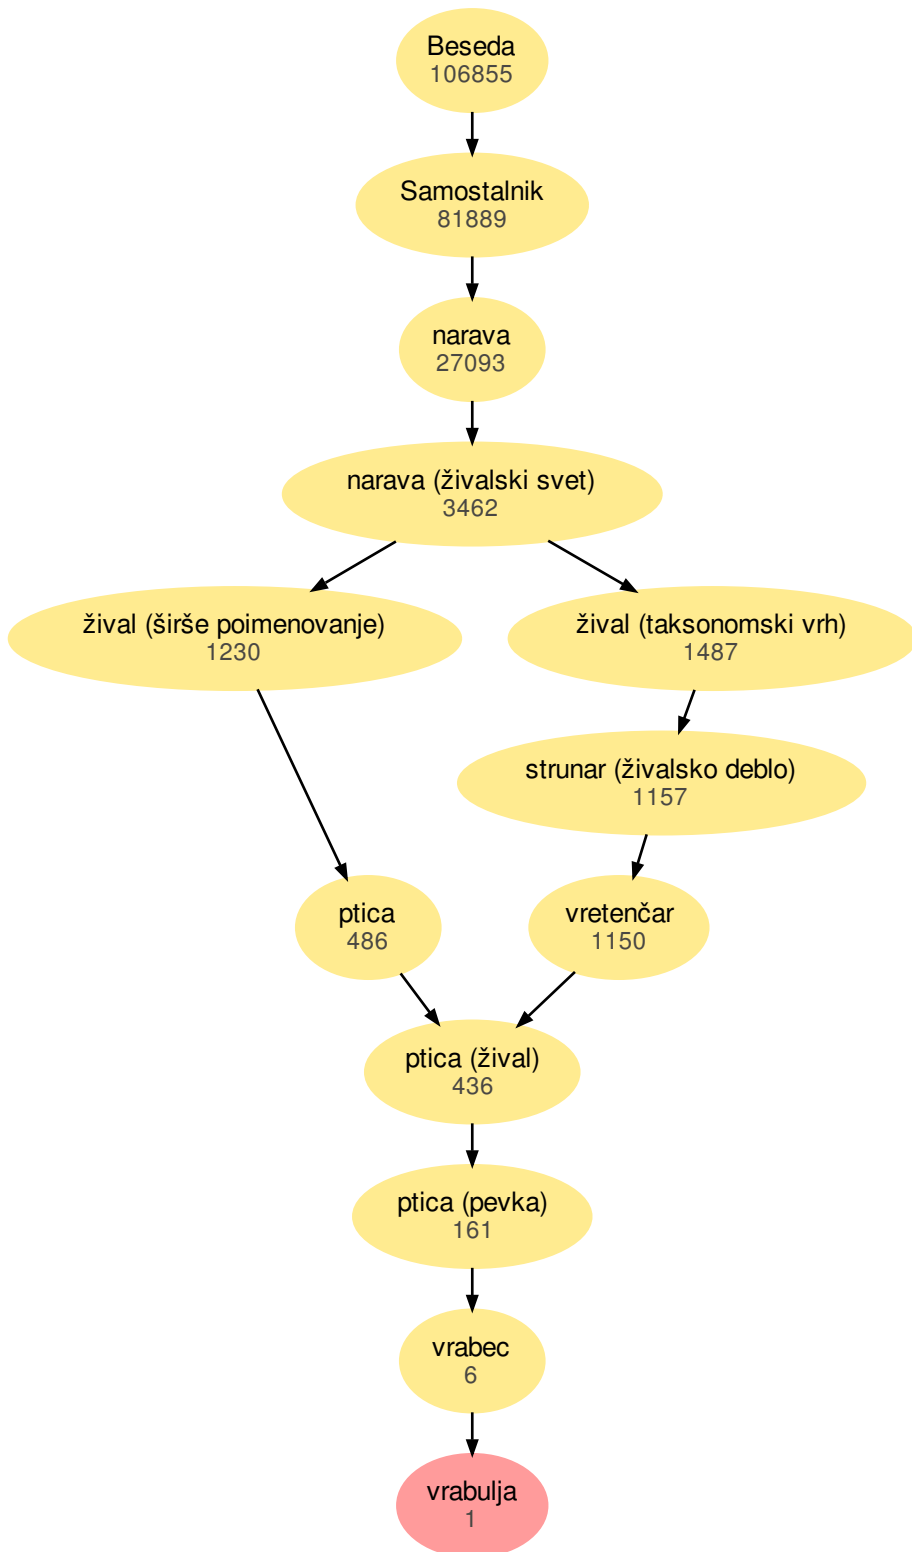 Beseda
106855
Samostalnik
81889
narava
27093
narava (živalski svet)
3462
žival (širše poimenovanje)
1230
žival (taksonomski vrh)
1487
strunar (živalsko deblo)
1157
ptica
486
vretenčar
1150
ptica (žival)
436
ptica (pevka)
161
vrabec
6
vrabulja
1